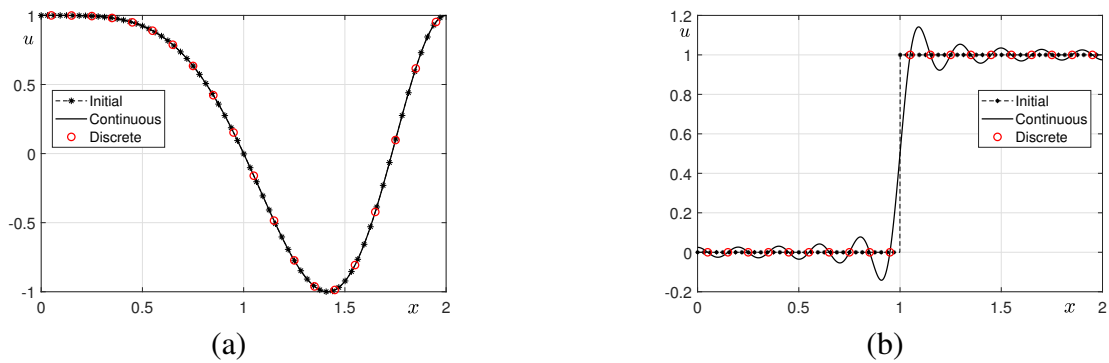 1
u
0.5
0
-0.5
-1
0 0.5 1 1.5 x 2
Initial
Continuous
Discrete
(a)
1.2
u
1
0.8
0.6
0.4
0.2
0
-0.2
0 0.5 1 1.5 x 2
Initial
Continuous
Discrete
(b)